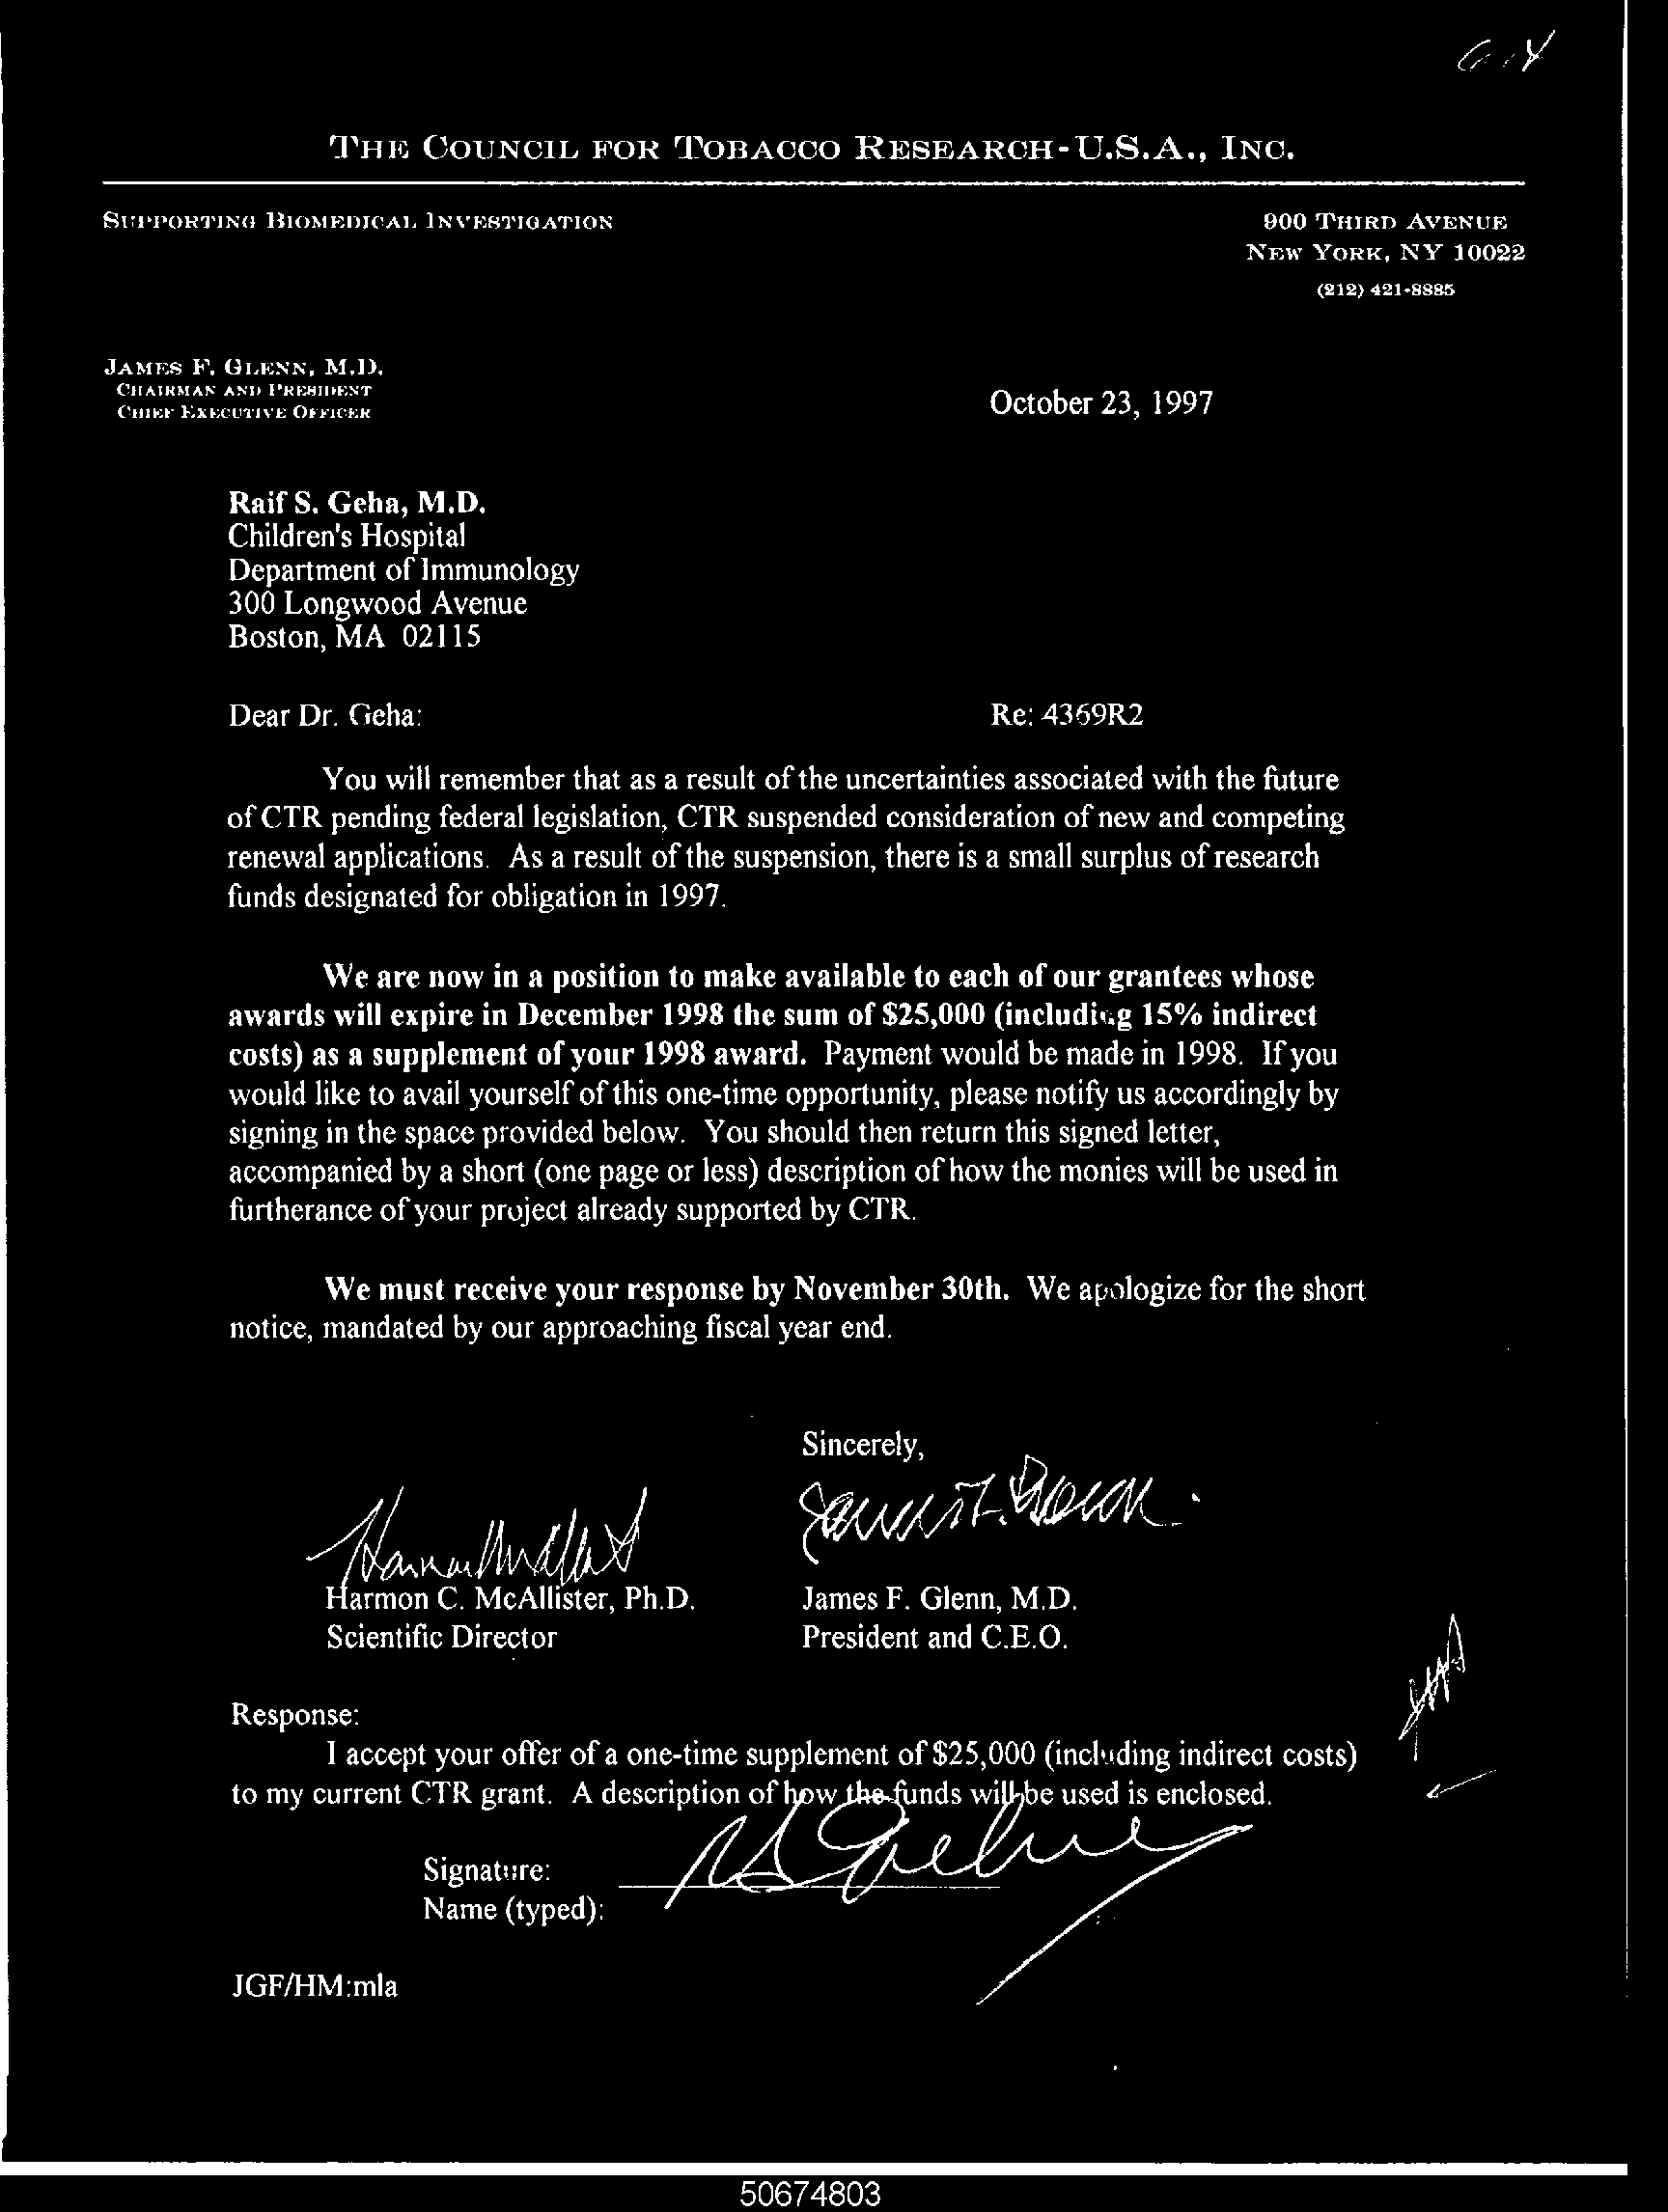 THE COUNCIL FOR TOBACCO RESEARCH-U.S.A., INC.
SUPPORTING BIOMEDICAL INVESTIGATION
900 THIRD AVENUE
NEW YORK, NY 10022
(212) 421-8885
JAMES F. GLENN, M.D.
CHAIRMAN AND PRESIDENT
CHIEF EXECUTIVE OFFICER
October 23, 1997
Raif S. Geha, M.D.
Children's Hospital
Department of Immunology
300 Longwood Avenue
Boston, MA 02115
Dear Dr. Geha: Re: 4369R2
You will remember that as a result of the uncertainties associated with the future
of CTR pending federal legislation, CTR suspended consideration of new and competing
renewal applications. As a result of the suspension, there is a small surplus of research
funds designated for obligation in 1997.
We are now in a position to make available to each of our grantees whose
awards will expire in December 1998 the sum of $25,000 (including 15% indirect
costs) as a supplement of your 1998 award. Payment would be made in 1998. If you
would like to avail yourself of this one-time opportunity, please notify us accordingly by
signing in the space provided below. You should then return this signed letter,
accompanied by a short (one page or less) description of how the monies will be used in
furtherance of your project already supported by CTR.
We must receive your response by November 30th. We apologize for the short
notice, mandated by our approaching fiscal year end.
Sincerely,
Harmon C. McAllister, Ph.D. James F. Glenn, M.D.
Scientific Director President and C.E.O.
Response:
I accept your offer of a one-time supplement of $25,000 (including indirect costs)
to my current CTR grant. A description of how the funds will be used is enclosed.
Signature: RS Geha
Name (typed):
JGF/HM:mla
50674803